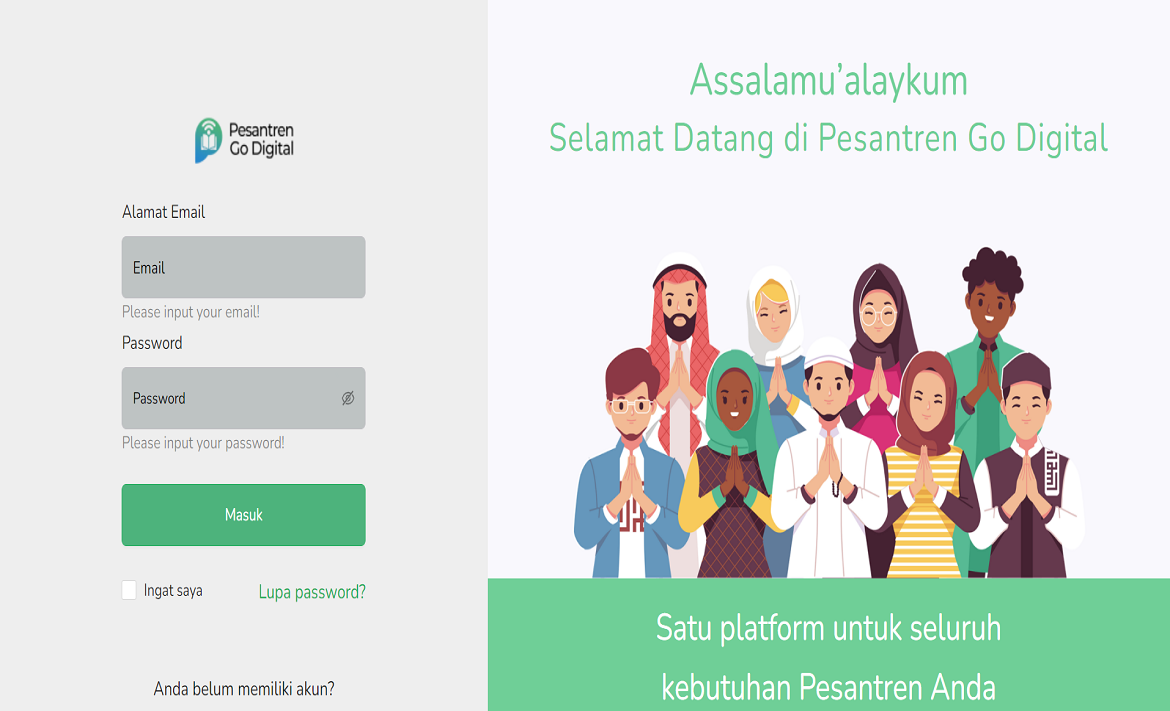 Pesantren
Go Digital
Alamat Email
Email
Please input your email!
Password
Password
Please input your password!
Masuk
Ingat saya
Lupa password?
Anda belum memiliki akun?
Assalamu’alaykum
Selamat Datang di Pesantren Go Digital
Satu platform untuk seluruh
kebutuhan Pesantren Anda